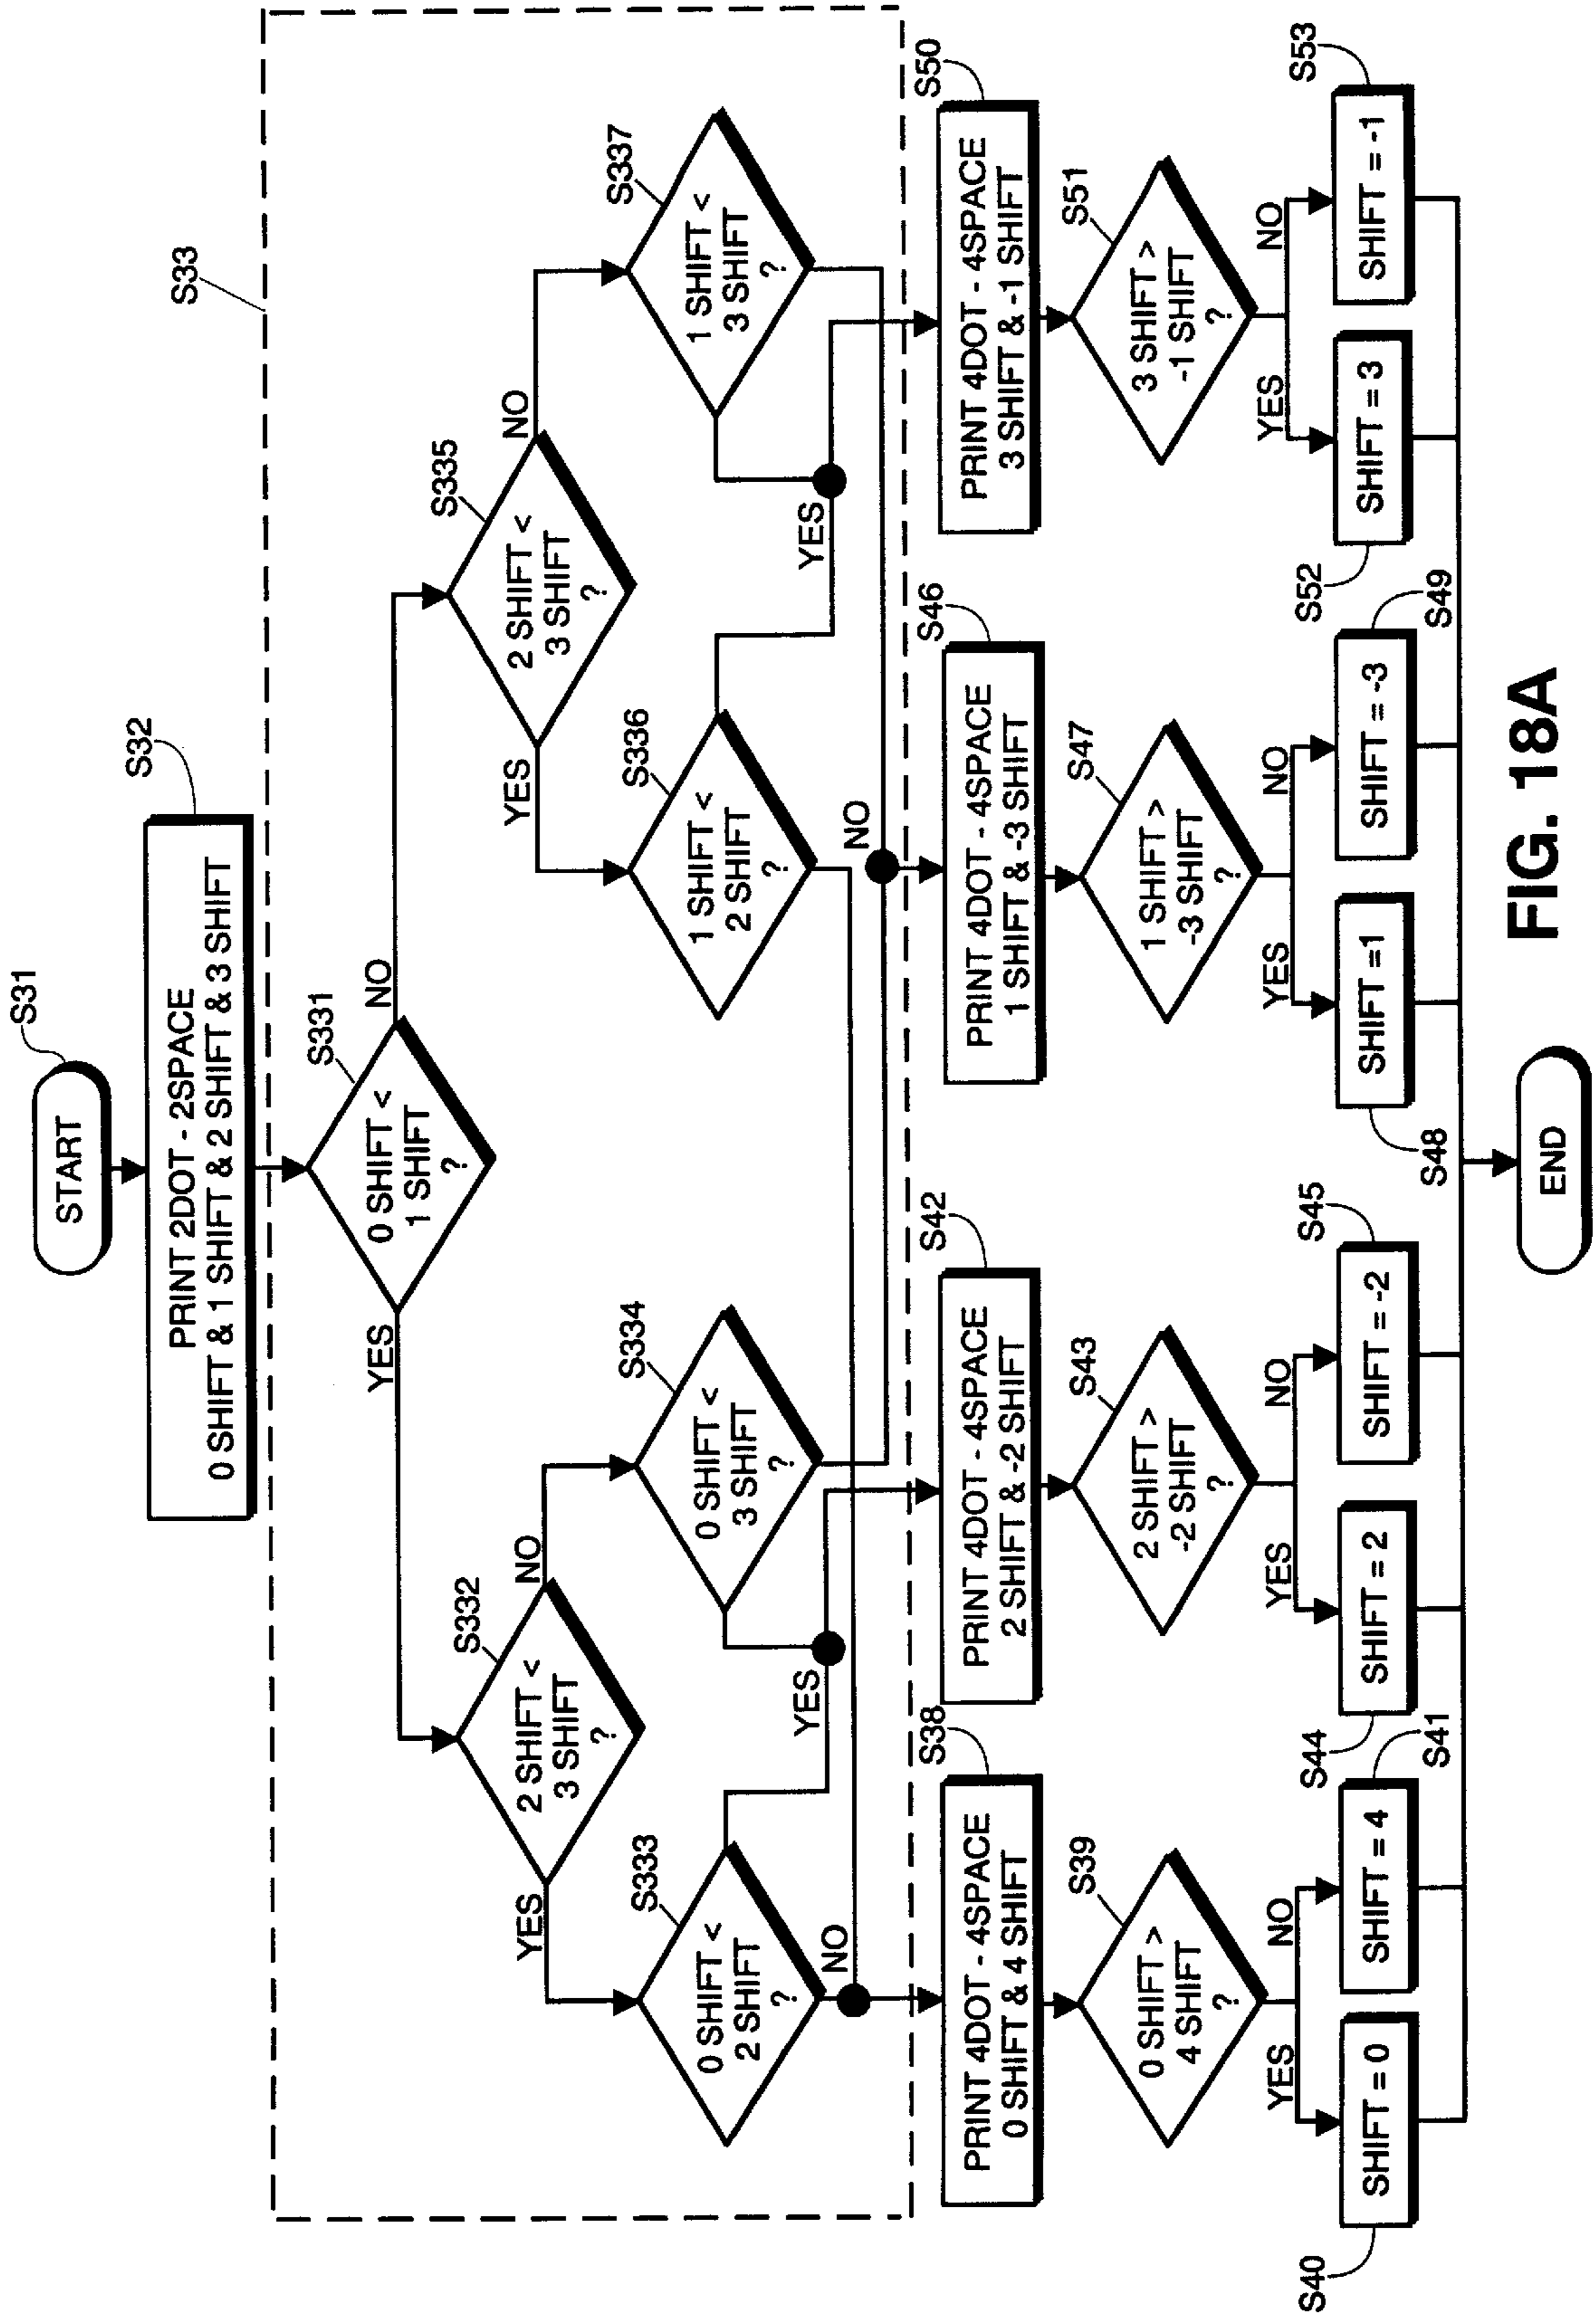 START
S31
PRINT 2DOT - 2SPACE
0 SHIFT & 1 SHIFT & 2 SHIFT & 3 SHIFT
S32
S33
0 SHIFT <
1 SHIFT
?
S331
YES
NO
2 SHIFT <
3 SHIFT
?
S332
YES
NO
2 SHIFT <
3 SHIFT
?
S335
YES
NO
0 SHIFT <
2 SHIFT
?
S333
0 SHIFT <
3 SHIFT
?
S334
1 SHIFT <
2 SHIFT
?
S336
1 SHIFT <
3 SHIFT
?
S337
NO
YES
NO
YES
PRINT 4DOT - 4SPACE
0 SHIFT & 4 SHIFT
S38
PRINT 4DOT - 4SPACE
2 SHIFT & -2 SHIFT
S42
PRINT 4DOT - 4SPACE
1 SHIFT & -3 SHIFT
S46
PRINT 4DOT - 4SPACE
3 SHIFT & -1 SHIFT
S50
0 SHIFT >
4 SHIFT
?
S39
2 SHIFT >
-2 SHIFT
?
S43
1 SHIFT >
-3 SHIFT
?
S47
3 SHIFT >
-1 SHIFT
?
S51
YES
NO
YES
NO
YES
NO
YES
NO
S40
SHIFT = 0
SHIFT = 4
S41
S44
SHIFT = 2
SHIFT = -2
S45
S48
SHIFT =1
SHIFT = -3
S49
S52
SHIFT = 3
SHIFT = -1
S53
END
FIG. 18A